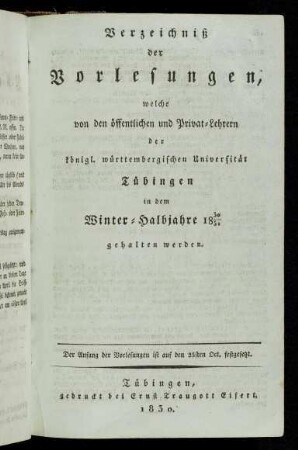 Verzeichniß
der
Vorlesungen,
welche
von den öffentlichen und Privat-Lehrern
der
königl. württembergischen Universität
Tübingen
in dem
Winter-Halbjahre 18 30/31
gehalten werden.
Der Anfang der Vorlesungen ist auf den Oct. festgesetzt.
Tübingen,
gedruckt bei Ernst Traugott Eifert.
1830.